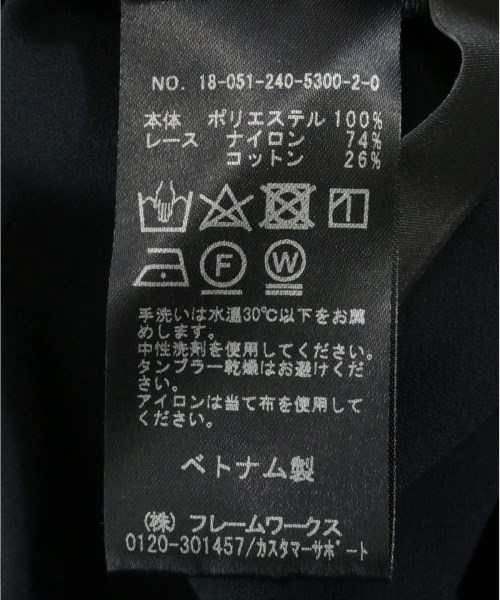 NO. 18-051-240-5300-2-0
本体 ポリエステル 100%
レース ナイロン 74%
コットン 26%
F W
手洗いは水温30℃以下をお薦
めします。
中性洗剤を使用してください。
タンブラー乾燥はお避けくだ
さい。
アイロンは当て布を使用して
ください。
ベトナム製
(株) フレームワークス
0120-301457/カスタマーサポート